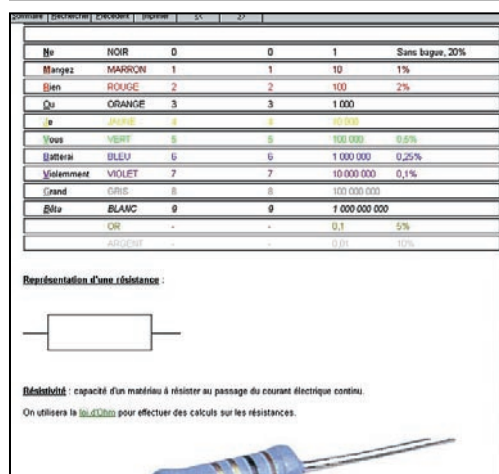 Sommaire Rechercher Précédent Imprimer << >>
Ne NOIR 0 0 1 Sans bague, 20%
Mangez MARRON 1 1 10 1%
Rien ROUGE 2 2 100 2%
Ou ORANGE 3 3 1 000
Je JAUNE 4 4 10 000
Vous VERT 5 5 100 000 0,5%
Batterai BLEU 6 6 1 000 000 0,25%
Violemment VIOLET 7 7 10 000 000 0,1%
Grand GRIS 8 8 100 000 000
Bêta BLANC 9 9 1 000 000 000
OR - - 0,1 5%
ARGENT - - 0,01 10%
Représentation d'une résistance :
Résistivité : capacité d'un matériau à résister au passage du courant électrique continu.
On utilisera la loi d'Ohm pour effectuer des calculs sur les résistances.